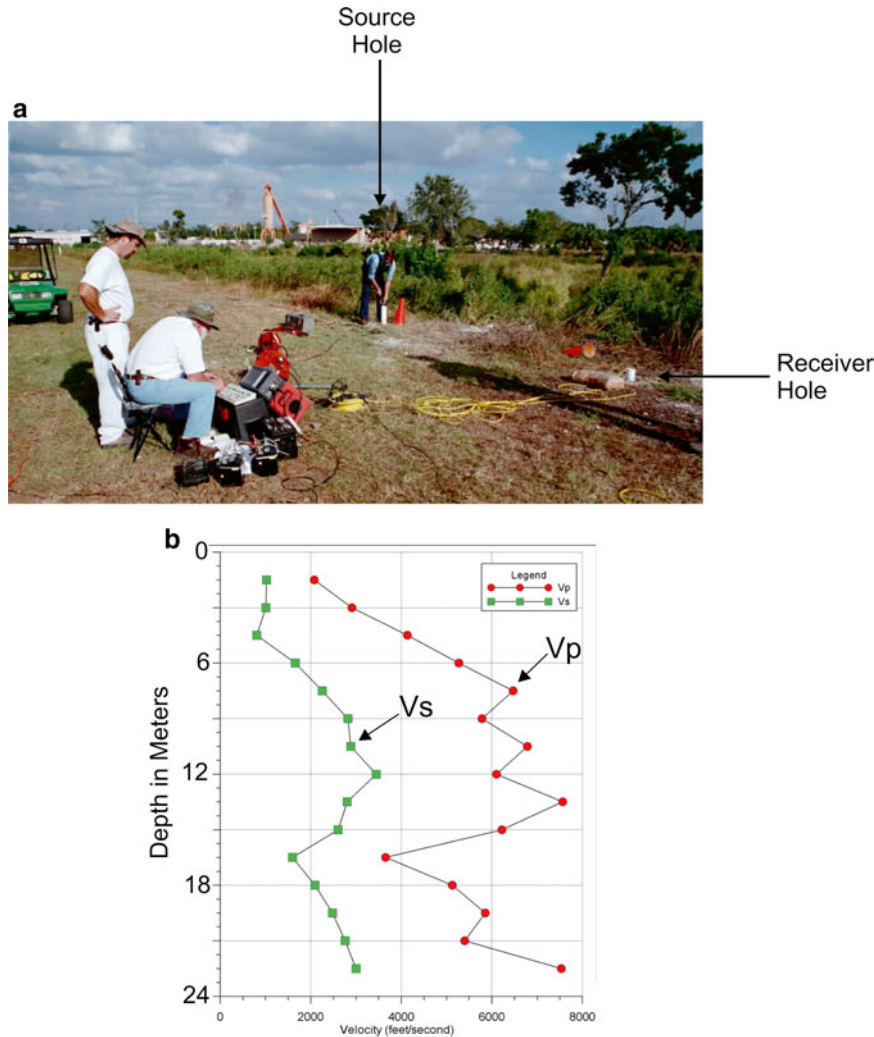 Source
Hole
a
Receiver
Hole
b
0
Legend
Vp
Vs
Vp
6
Vs
Depth in Meters
12
18
24
0 2000 4000 6000 8000
Velocity (feet/second)